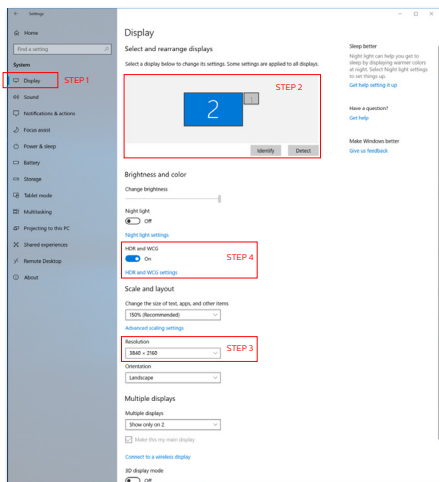 Settings
Home
Find a setting
System
Display
STEP 1
Sound
Notifications & actions
Focus assist
Power & sleep
Battery
Storage
Tablet mode
Multitasking
Projecting to this PC
Shared experiences
Remote Desktop
About
Display
Select and rearrange displays
Select a display below to change its settings. Some settings are applied to all displays.
STEP 2
2
1
Identify
Detect
Brightness and color
Change brightness
Night light
Off
Night light settings
HDR and WCG
On
STEP 4
HDR and WCG settings
Scale and layout
Change the size of text, apps, and other items
150% (Recommended)
Advanced scaling settings
Resolution
3840 × 2160
STEP 3
Orientation
Landscape
Multiple displays
Multiple displays
Show only on 2
Make this my main display
Connect to a wireless display
3D display mode
Off
Sleep better
Night light can help you get to
sleep by displaying warmer colors
at night. Select Night light settings
to set things up.
Get help setting it up
Have a question?
Get help
Make Windows better
Give us feedback